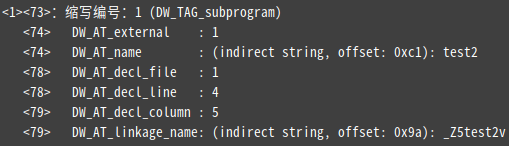 <1><73>: 缩写编号: 1 (DW_TAG_subprogram)
<74> DW_AT_external : 1
<74> DW_AT_name : (indirect string, offset: 0xc1): test2
<78> DW_AT_decl_file : 1
<78> DW_AT_decl_line : 4
<79> DW_AT_decl_column : 5
<79> DW_AT_linkage_name: (indirect string, offset: 0x9a): _Z5test2v